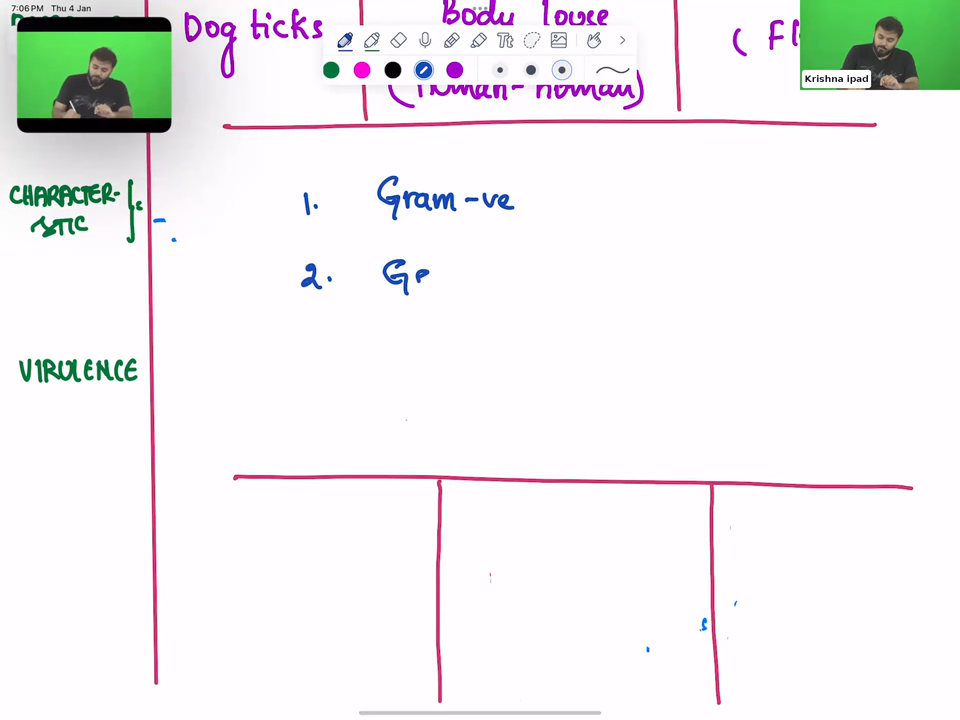 7:06 PM Thu 4 Jan
Dog ticks
Body louse
(human-human)
(
Krishna ipad
Tt
CHARACTER-
ISTIC
1. Gram -ve
2.
VIRULENCE